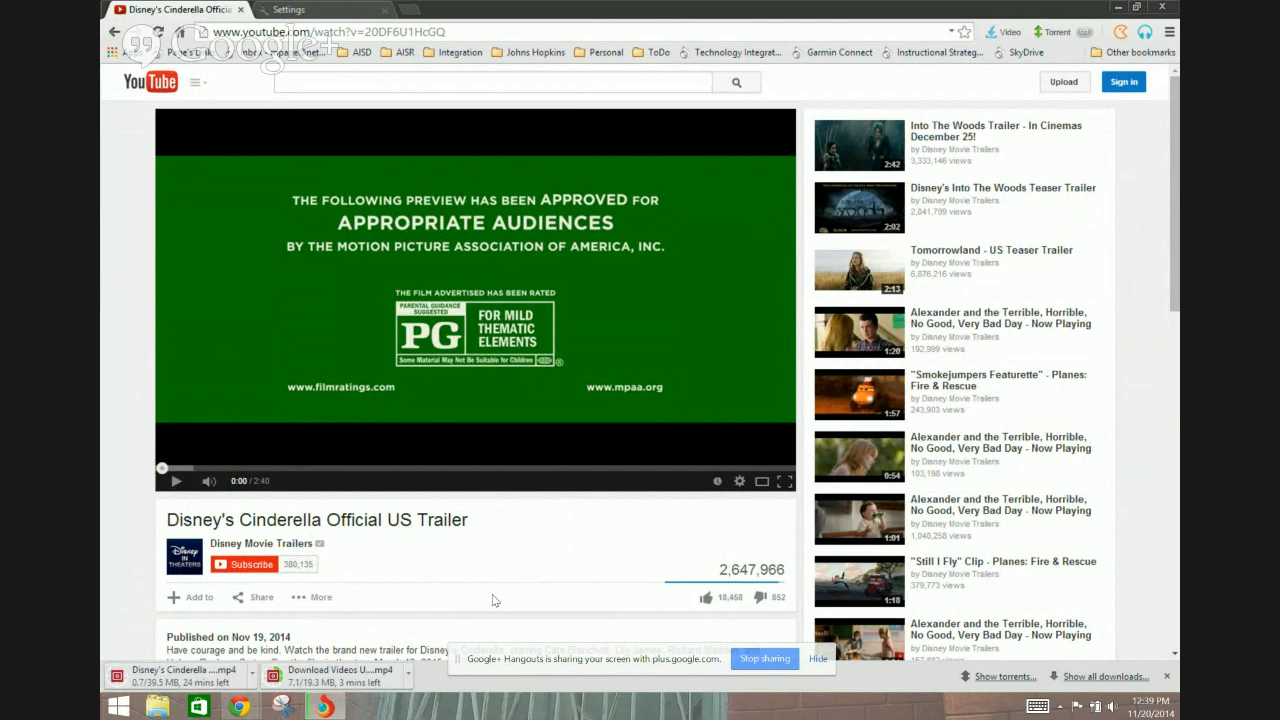 Disney's Cinderella Officia
Settings
www.youtube.com/watch?v=20DF6U1HcGQ
Video
Torrent
off
Google+
AISD
AISR
Integration
Johns Hopkins
Personal
ToDo
Technology Integrat...
Garmin Connect
Instructional Strateg...
SkyDrive
Other bookmarks
YouTube
Upload
Sign in
THE FOLLOWING PREVIEW HAS BEEN APPROVED FOR
APPROPRIATE AUDIENCES
BY THE MOTION PICTURE ASSOCIATION OF AMERICA, INC.
THE FILM ADVERTISED HAS BEEN RATED
PARENTAL GUIDANCE SUGGESTED
PG
FOR MILD
THEMATIC
ELEMENTS
Some Material May Not Be Suitable for Children
®
www.filmratings.com
www.mpaa.org
0:00 / 2:40
Disney's Cinderella Official US Trailer
Disney IN THEATERS
Disney Movie Trailers
Subscribe
380,135
2,647,966
Add to
Share
More
18,458
852
Published on Nov 19, 2014
Have courage and be kind. Watch the brand new trailer for Disney's Cinderella, starring Cate Blanchett, Lily James, Richard Madden, and
Into The Woods Trailer - In Cinemas
December 25!
by Disney Movie Trailers
3,333,146 views
2:42
Disney's Into The Woods Teaser Trailer
by Disney Movie Trailers
2,041,799 views
2:02
Tomorrowland - US Teaser Trailer
by Disney Movie Trailers
6,876,216 views
2:13
Alexander and the Terrible, Horrible,
No Good, Very Bad Day - Now Playing
by Disney Movie Trailers
192,999 views
1:20
"Smokejumpers Featurette" - Planes:
Fire & Rescue
by Disney Movie Trailers
243,903 views
1:57
Alexander and the Terrible, Horrible,
No Good, Very Bad Day - Now Playing
by Disney Movie Trailers
103,198 views
0:54
Alexander and the Terrible, Horrible,
No Good, Very Bad Day - Now Playing
by Disney Movie Trailers
1,040,258 views
1:01
"Still I Fly" Clip - Planes: Fire & Rescue
by Disney Movie Trailers
379,773 views
1:18
Alexander and the Terrible, Horrible,
No Good, Very Bad Day - Now Playing
by Disney Movie Trailers
Google+ Hangouts is sharing your screen with plus.google.com.
Stop sharing
Hide
Disney's Cinderella ....mp4
0.7/39.5 MB, 24 mins left
Download Videos U....mp4
7.1/19.3 MB, 3 mins left
Show torrents...
Show all downloads...
12:39 PM
11/20/2014